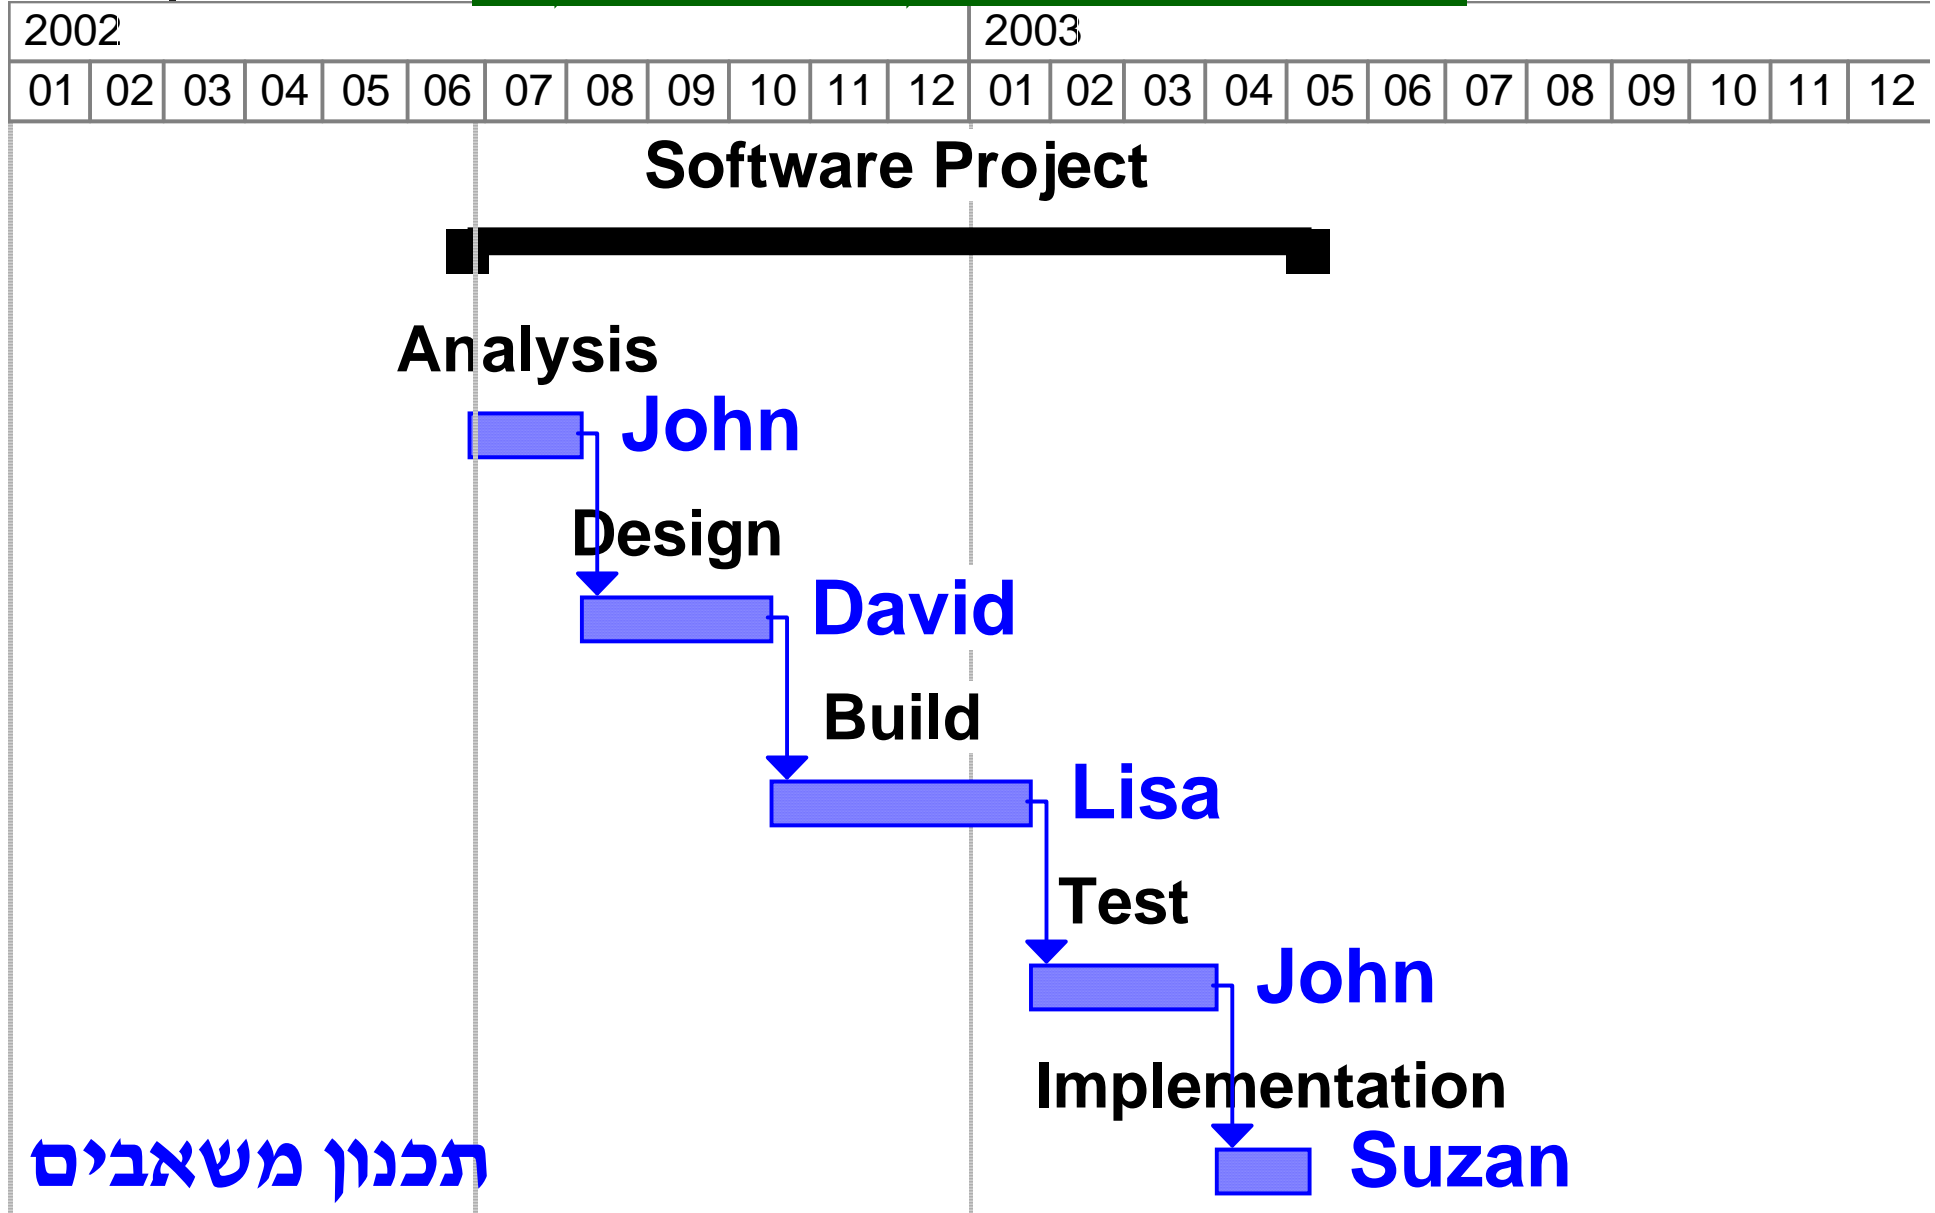 2002 2003
01 02 03 04 05 06 07 08 09 10 11 12 01 02 03 04 05 06 07 08 09 10 11 12
Software Project
Analysis
John
Design
David
Build
Lisa
Test
John
Implementation
Suzan
תכנון משאבים